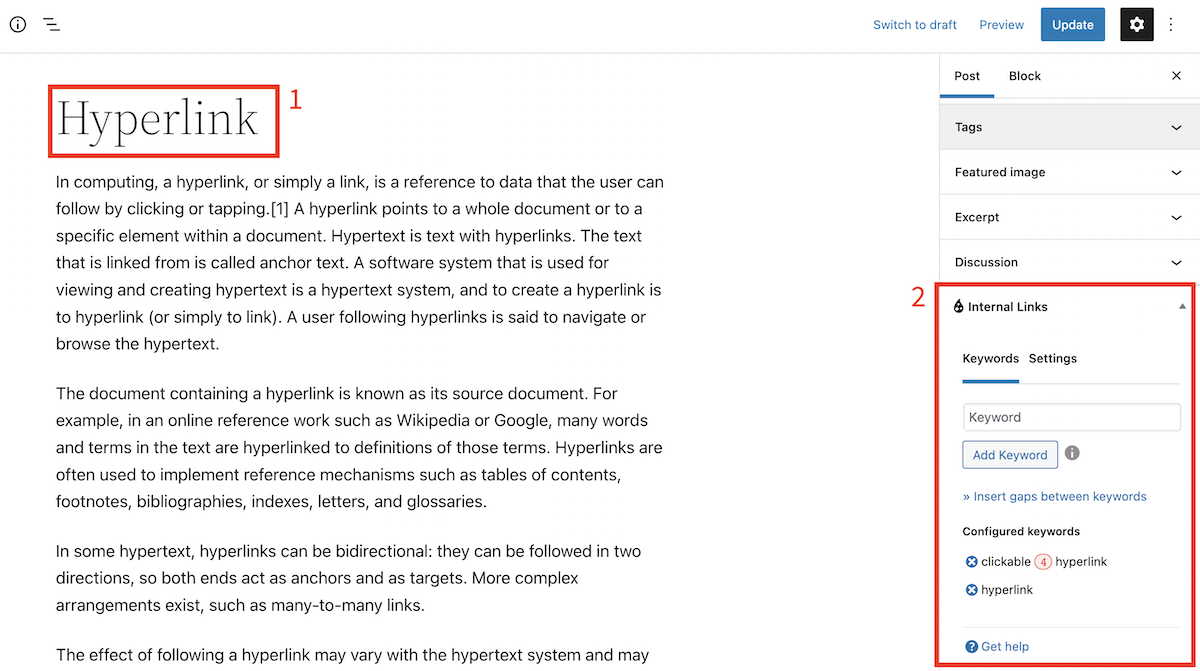 Switch to draft Preview Update
Hyperlink 1
In computing, a hyperlink, or simply a link, is a reference to data that the user can
follow by clicking or tapping.[1] A hyperlink points to a whole document or to a
specific element within a document. Hypertext is text with hyperlinks. The text
that is linked from is called anchor text. A software system that is used for
viewing and creating hypertext is a hypertext system, and to create a hyperlink is
to hyperlink (or simply to link). A user following hyperlinks is said to navigate or
browse the hypertext.
The document containing a hyperlink is known as its source document. For
example, in an online reference work such as Wikipedia or Google, many words
and terms in the text are hyperlinked to definitions of those terms. Hyperlinks are
often used to implement reference mechanisms such as tables of contents,
footnotes, bibliographies, indexes, letters, and glossaries.
In some hypertext, hyperlinks can be bidirectional: they can be followed in two
directions, so both ends act as anchors and as targets. More complex
arrangements exist, such as many-to-many links.
The effect of following a hyperlink may vary with the hypertext system and may
Post Block
Tags
Featured image
Excerpt
Discussion
2
Internal Links
Keywords Settings
Keyword
Add Keyword
» Insert gaps between keywords
Configured keywords
clickable 4 hyperlink
hyperlink
Get help